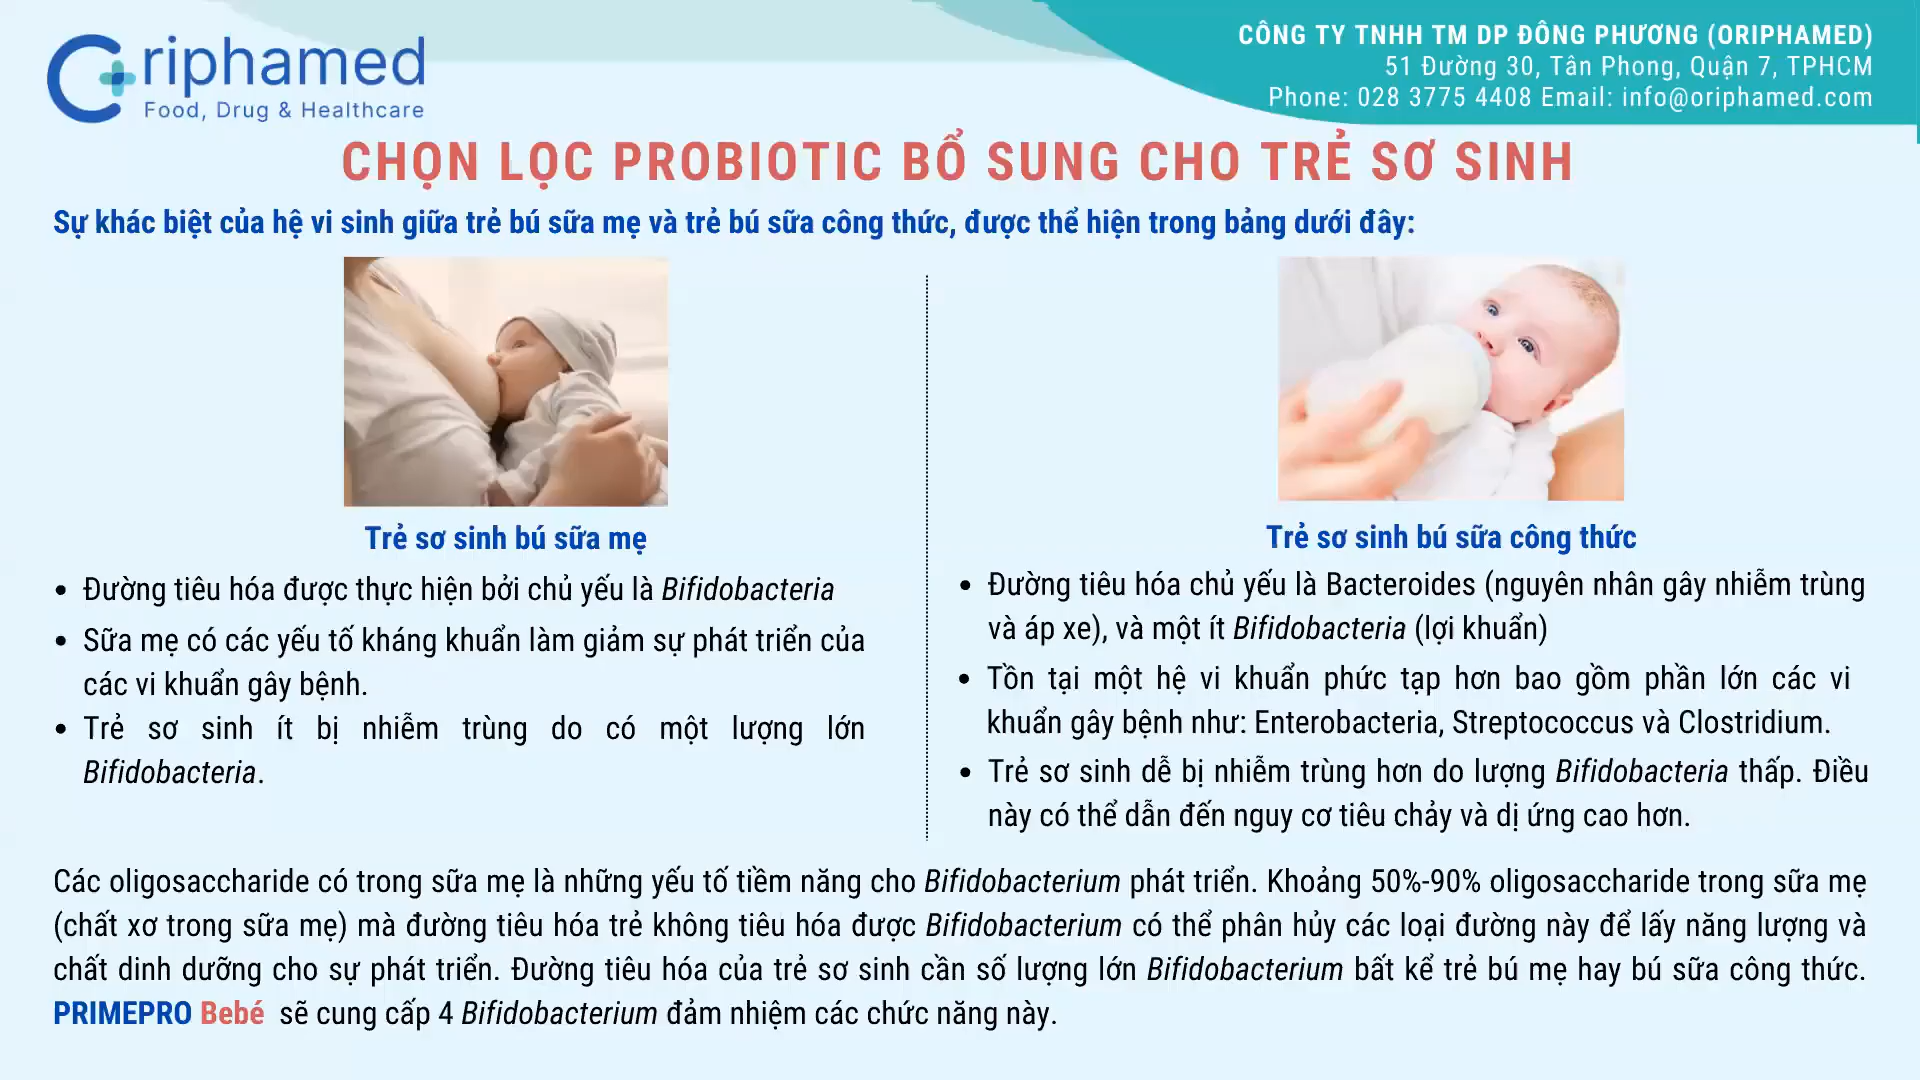 riphamed
Food, Drug & Healthcare
CÔNG TY TNHH TM DP ĐÔNG PHƯƠNG (ORIPHAMED)
51 Đường 30, Tân Phong, Quận 7, TPHCM
Phone: 028 3775 4408 Email: info@oriphamed.com
CHỌN LỌC PROBIOTIC BỔ SUNG CHO TRẺ SƠ SINH
Sự khác biệt của hệ vi sinh giữa trẻ bú sữa mẹ và trẻ bú sữa công thức, được thể hiện trong bảng dưới đây:
Trẻ sơ sinh bú sữa mẹ
• Đường tiêu hóa được thực hiện bởi chủ yếu là Bifidobacteria
• Sữa mẹ có các yếu tố kháng khuẩn làm giảm sự phát triển của
các vi khuẩn gây bệnh.
• Trẻ sơ sinh ít bị nhiễm trùng do có một lượng lớn
Bifidobacteria.
Trẻ sơ sinh bú sữa công thức
• Đường tiêu hóa chủ yếu là Bacteroides (nguyên nhân gây nhiễm trùng
và áp xe), và một ít Bifidobacteria (lợi khuẩn)
• Tồn tại một hệ vi khuẩn phức tạp hơn bao gồm phần lớn các vi
khuẩn gây bệnh như: Enterobacteria, Streptococcus và Clostridium.
• Trẻ sơ sinh dễ bị nhiễm trùng hơn do lượng Bifidobacteria thấp. Điều
này có thể dẫn đến nguy cơ tiêu chảy và dị ứng cao hơn.
Các oligosaccharide có trong sữa mẹ là những yếu tố tiềm năng cho Bifidobacterium phát triển. Khoảng 50%-90% oligosaccharide trong sữa mẹ
(chất xơ trong sữa mẹ) mà đường tiêu hóa trẻ không tiêu hóa được Bifidobacterium có thể phân hủy các loại đường này để lấy năng lượng và
chất dinh dưỡng cho sự phát triển. Đường tiêu hóa của trẻ sơ sinh cần số lượng lớn Bifidobacterium bất kể trẻ bú mẹ hay bú sữa công thức.
PRIMEPRO Bebé sẽ cung cấp 4 Bifidobacterium đảm nhiệm các chức năng này.